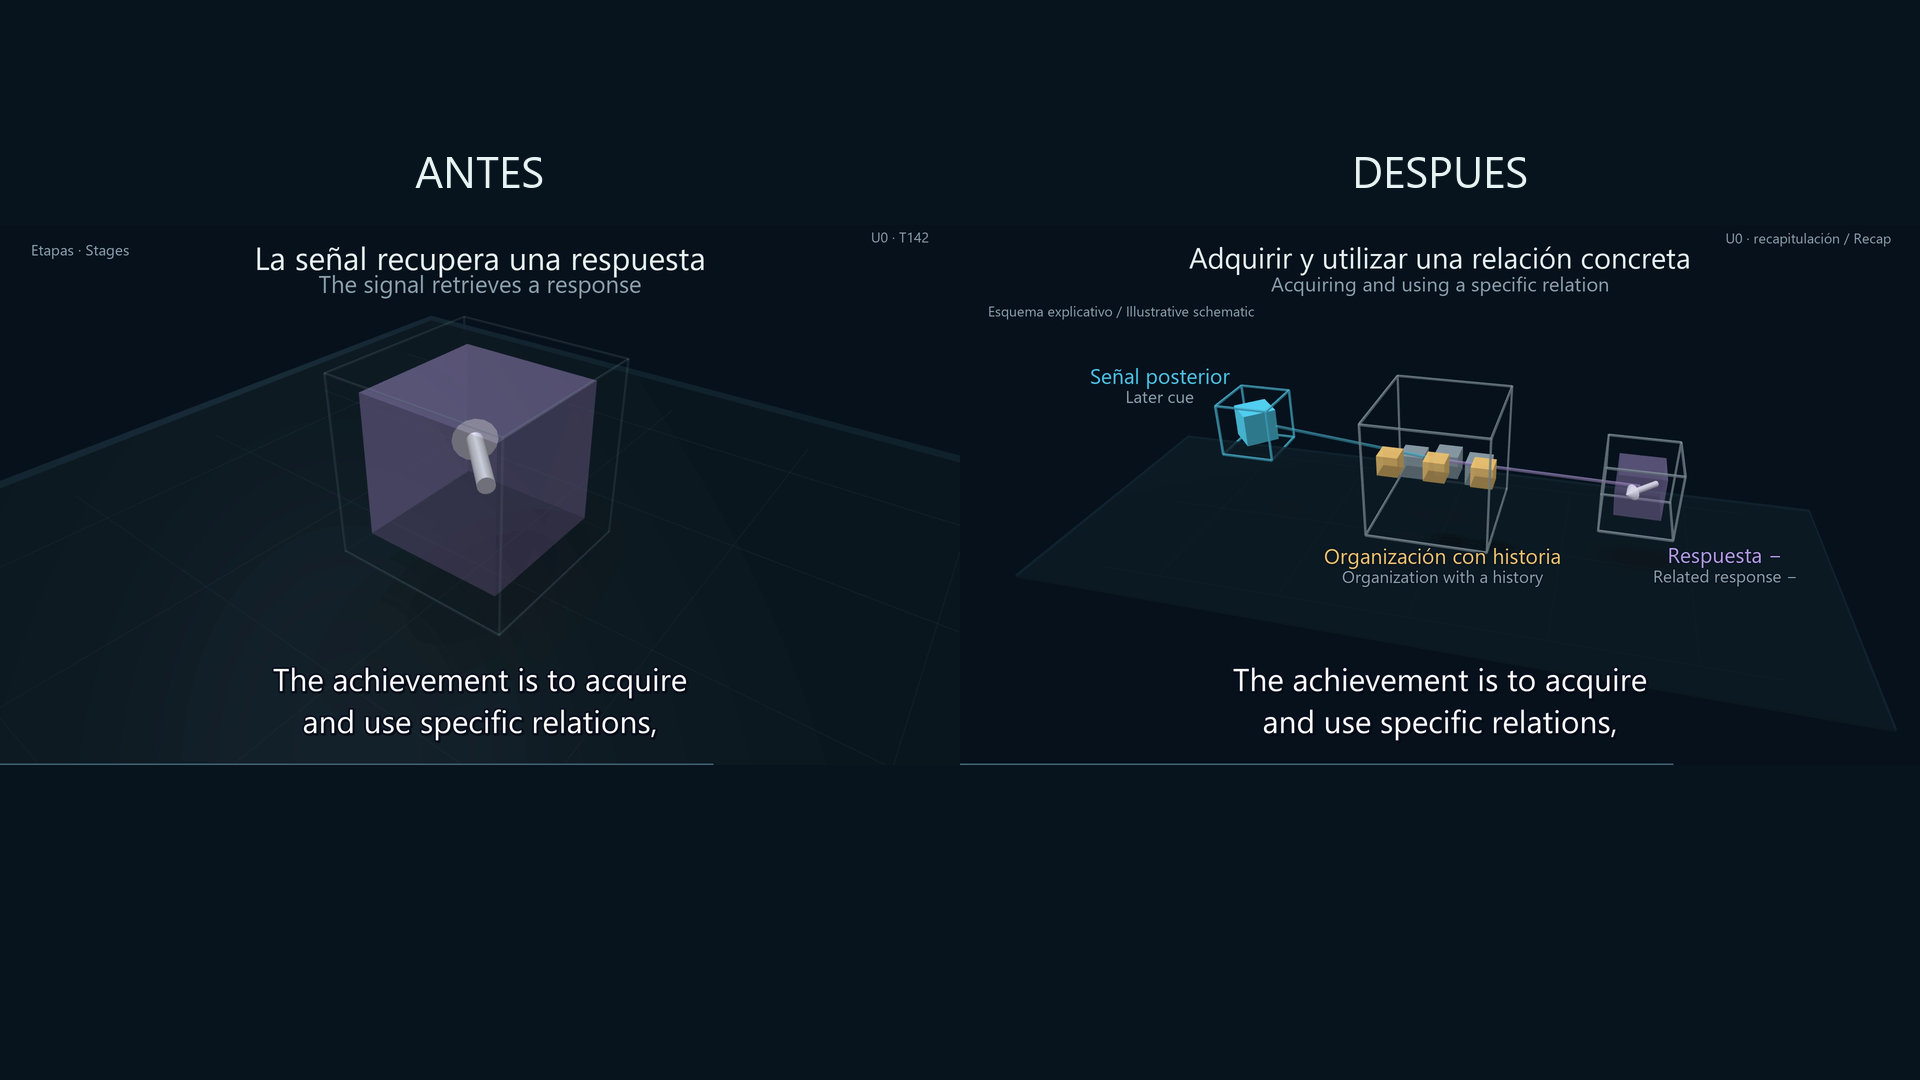 ANTES
Etapas · Stages
U0 · T142
La señal recupera una respuesta
The signal retrieves a response
The achievement is to acquire
and use specific relations,
DESPUES
U0 · recapitulación / Recap
Adquirir y utilizar una relación concreta
Acquiring and using a specific relation
Esquema explicativo / Illustrative schematic
Señal posterior
Later cue
Organización con historia
Organization with a history
Respuesta −
Related response −
The achievement is to acquire
and use specific relations,